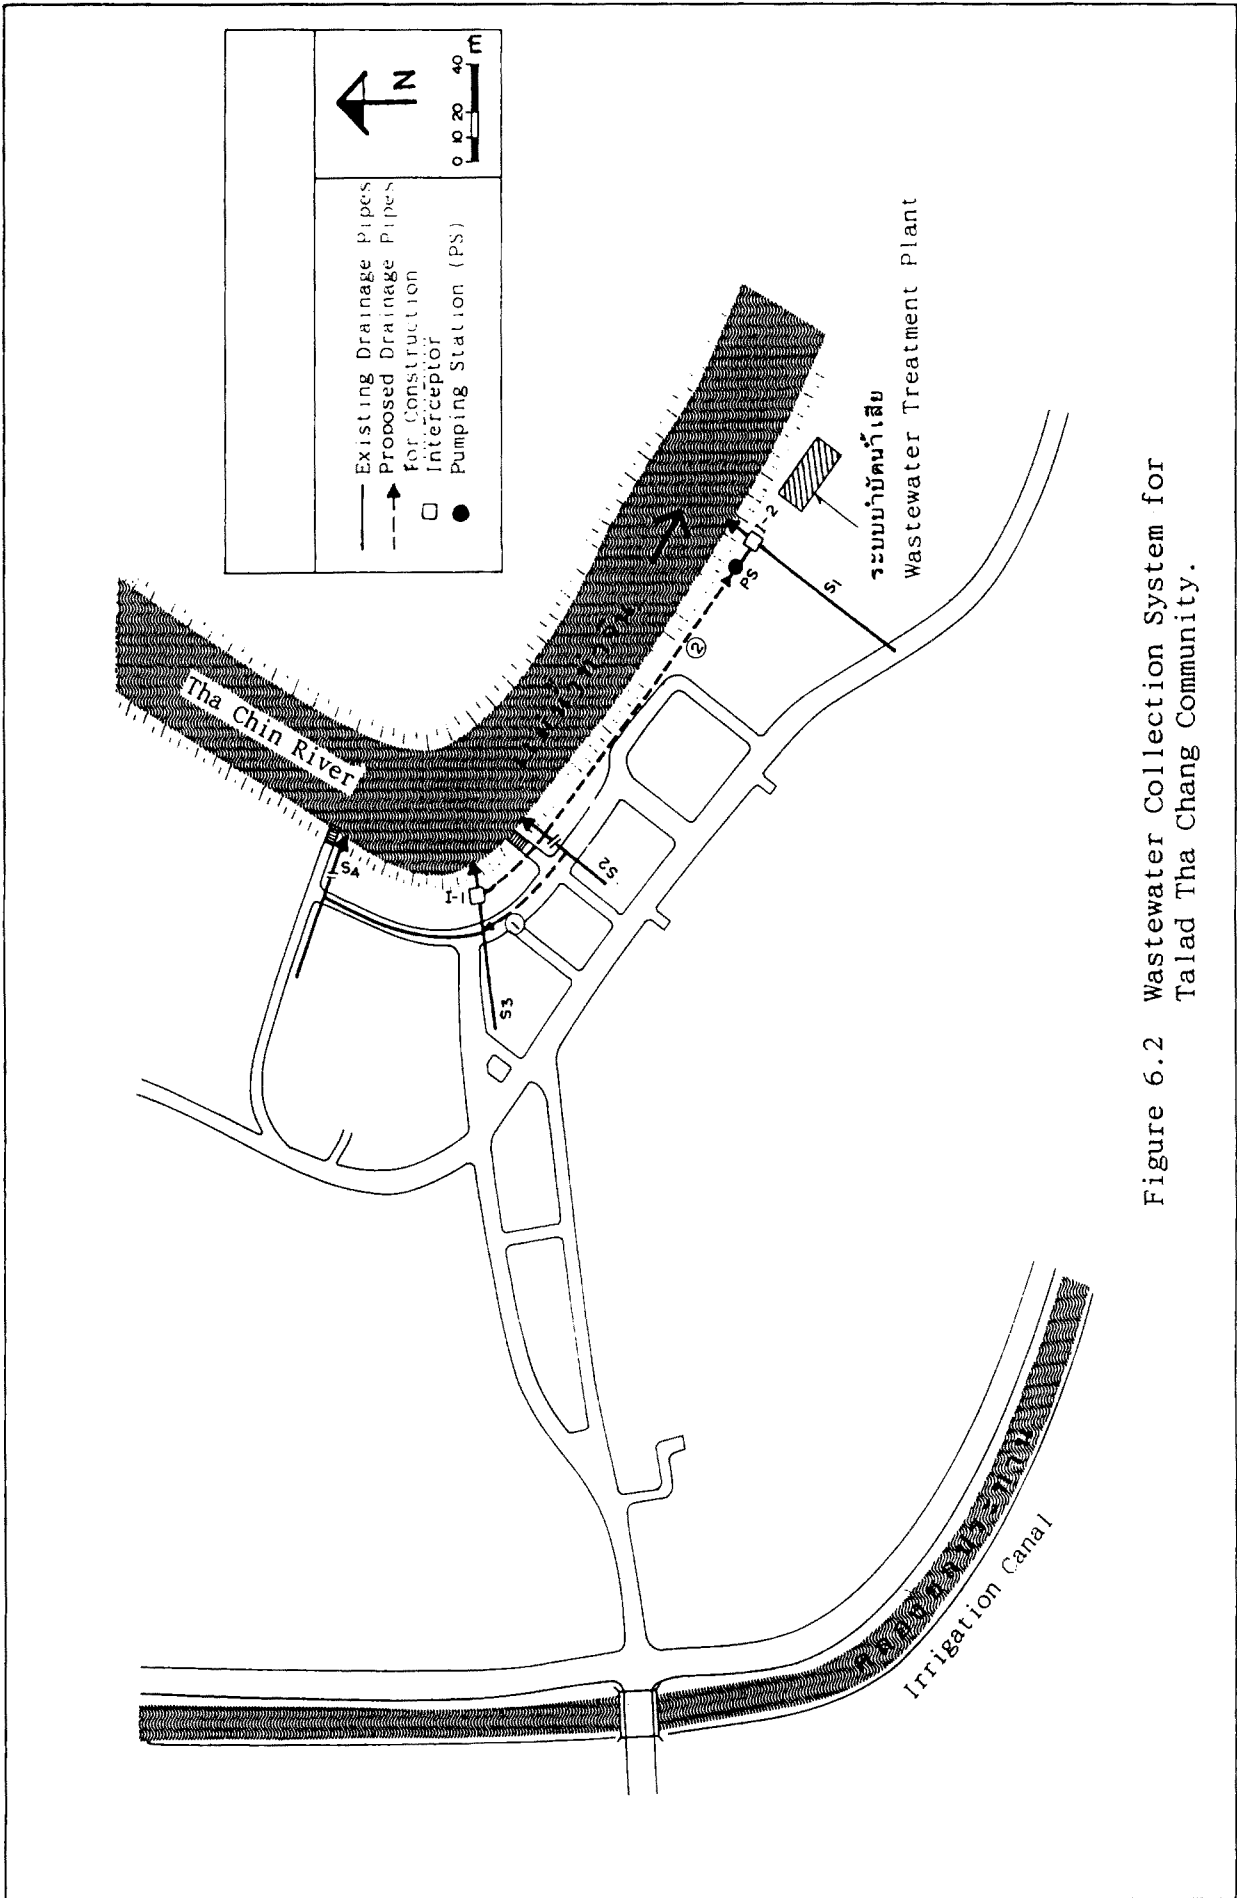 Existing Drainage Pipes
Proposed Drainage Pipes
For Construction
Interceptor
Pumping Station (PS)
N
0 10 20 40 m
Tha Chin River
S4
I-1
S3
1
S2
2
PS
I-2
S1
ระบบบำบัดน้ำเสีย
Wastewater Treatment Plant
Irrigation Canal
Figure 6.2 Wastewater Collection System for
Talad Tha Chang Community.